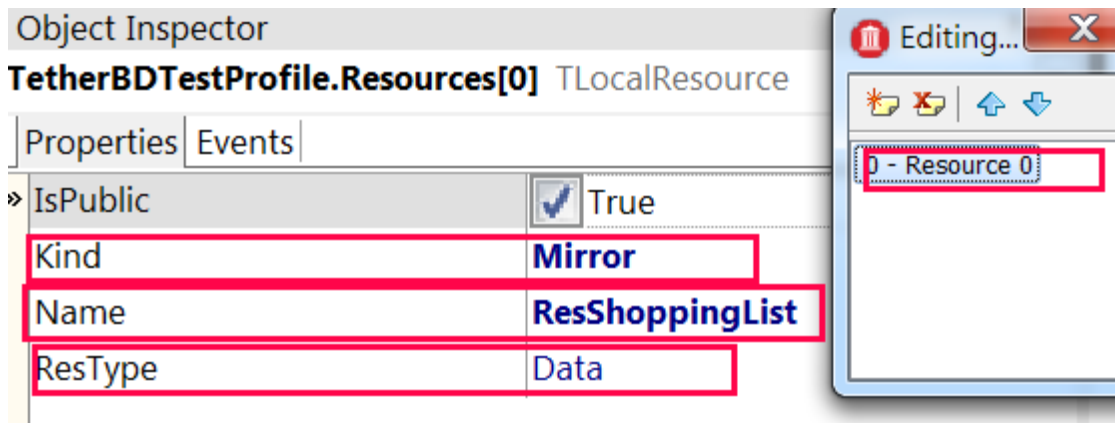 Object Inspector
TetherBDTestProfile.Resources[0] TLocalResource
Properties Events
IsPublic True
Kind Mirror
Name ResShoppingList
ResType Data
Editing...
0 - Resource 0